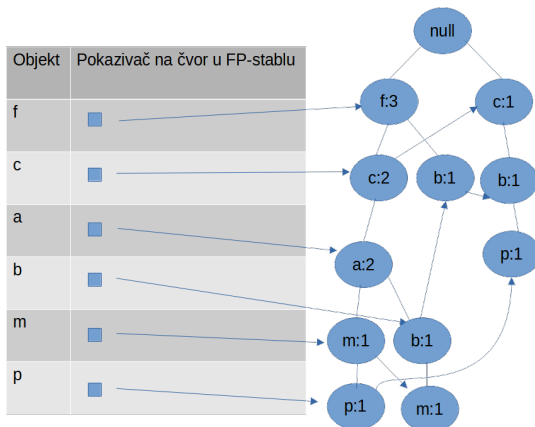 Objekt Pokazivač na čvor u FP-stablu
f
c
a
b
m
p
null
f:3 c:1
c:2 b:1 b:1
a:2 p:1
m:1 b:1
p:1 m:1